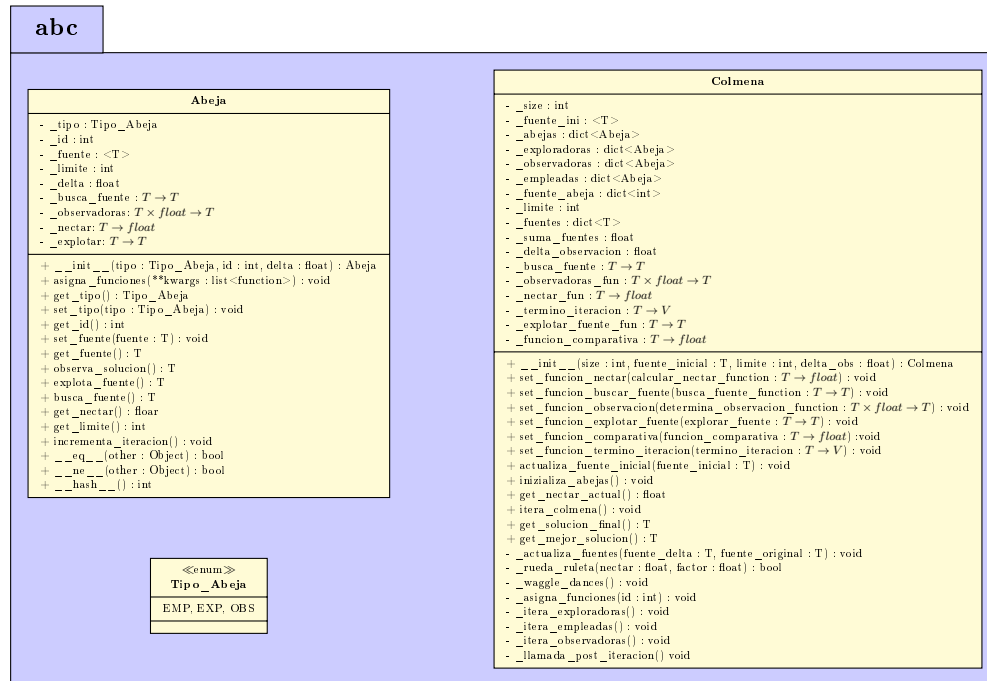 abc
Abeja
- _tipo : Tipo_Abeja
- _id : int
- _fuente : <T>
- _limite : int
- _delta : float
- _busca_fuente : T → T
- _observadoras: T × float → T
- _nectar: T → float
- _explotar: T → T
+ __init__(tipo : Tipo_Abeja, id : int, delta : float) : Abeja
+ asigna_funciones(**kwargs : list<function>) : void
+ get_tipo() : Tipo_Abeja
+ set_tipo(tipo : Tipo_Abeja) : void
+ get_id() : int
+ set_fuente(fuente : T) : void
+ get_fuente() : T
+ observa_solucion() : T
+ explota_fuente() : T
+ busca_fuente() : T
+ get_nectar() : floar
+ get_limite() : int
+ incrementa_iteracion() : void
+ __eq__(other : Object) : bool
+ __ne__(other : Object) : bool
+ __hash__() : int
≪enum≫
Tipo_Abeja
EMP, EXP, OBS
Colmena
- _size : int
- _fuente_ini : <T>
- _abejas : dict<Abeja>
- _exploradoras : dict<Abeja>
- _observadoras : dict<Abeja>
- _empleadas : dict<Abeja>
- _fuente_abeja : dict<int>
- _limite : int
- _fuentes : dict<T>
- _suma_fuentes : float
- _delta_observacion : float
- _busca_fuente : T → T
- _observadoras_fun : T × float → T
- _nectar_fun : T → float
- _termino_iteracion : T → V
- _explotar_fuente_fun : T → T
- _funcion_comparativa : T → float
+ __init__(size : int, fuente_inicial : T, limite : int, delta_obs : float) : Colmena
+ set_funcion_nectar(calcular_nectar_function : T → float) : void
+ set_funcion_buscar_fuente(busca_fuente_function : T → T) : void
+ set_funcion_observacion(determina_observacion_function : T × float → T) : void
+ set_funcion_explotar_fuente(explorar_fuente : T → T) : void
+ set_funcion_comparativa(funcion_comparativa : T → float) :void
+ set_funcion_termino_iteracion(termino_iteracion : T → V) : void
+ actualiza_fuente_inicial(fuente_inicial : T) : void
+ inizializa_abejas() : void
+ get_nectar_actual() : float
+ itera_colmena() : void
+ get_solucion_final() : T
+ get_mejor_solucion() : T
- _actualiza_fuentes(fuente_delta : T, fuente_original : T) : void
- _rueda_ruleta(nectar : float, factor : float) : bool
- _waggle_dances() : void
- _asigna_funciones(id : int) : void
- _itera_exploradoras() : void
- _itera_empleadas() : void
- _itera_observadoras() : void
- _llamada_post_iteracion() void